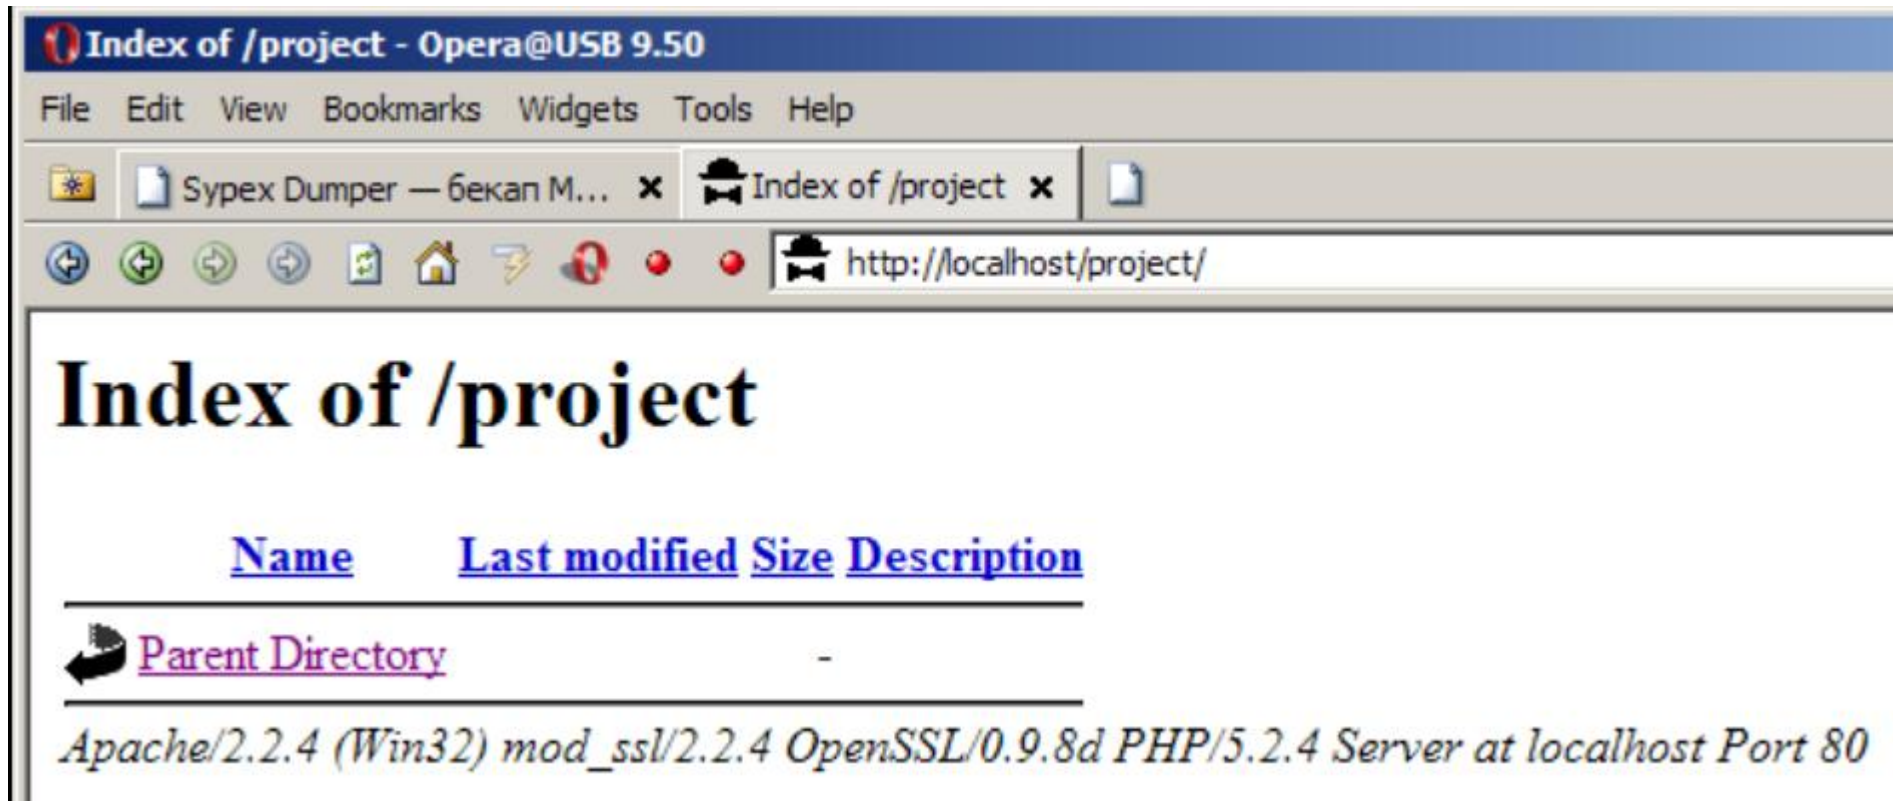 Index of /project - Opera@USB 9.50
File Edit View Bookmarks Widgets Tools Help
Sypex Dumper — бекап M... Index of /project
http://localhost/project/
Index of /project
Name Last modified Size Description
Parent Directory -
Apache/2.2.4 (Win32) mod_ssl/2.2.4 OpenSSL/0.9.8d PHP/5.2.4 Server at localhost Port 80